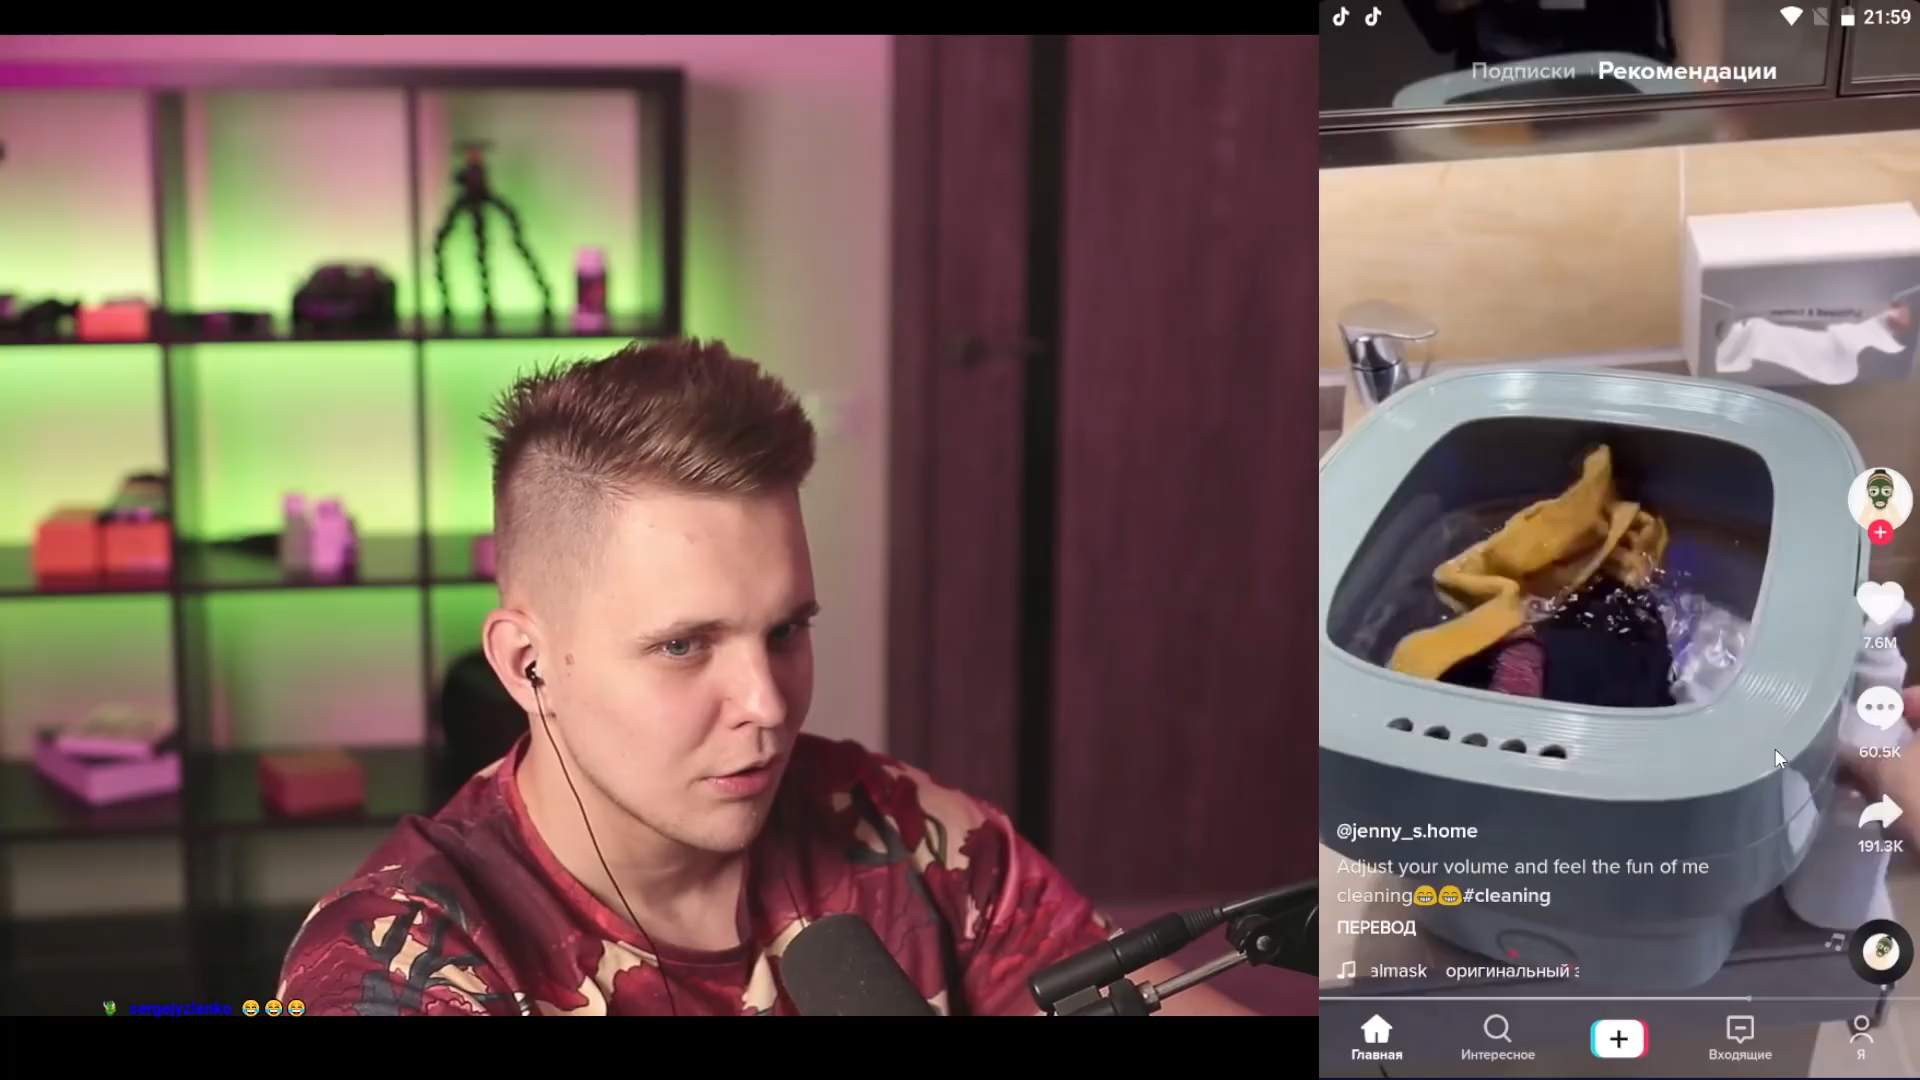 21:59
Подписки Рекомендации
7.6M
60.5K
191.3K
@jenny_s.home
Adjust your volume and feel the fun of me
cleaning😁😁#cleaning
ПЕРЕВОД
almask оригинальный
Главная Интересное Входящие Я
sergejyzlenko 😂😂😂